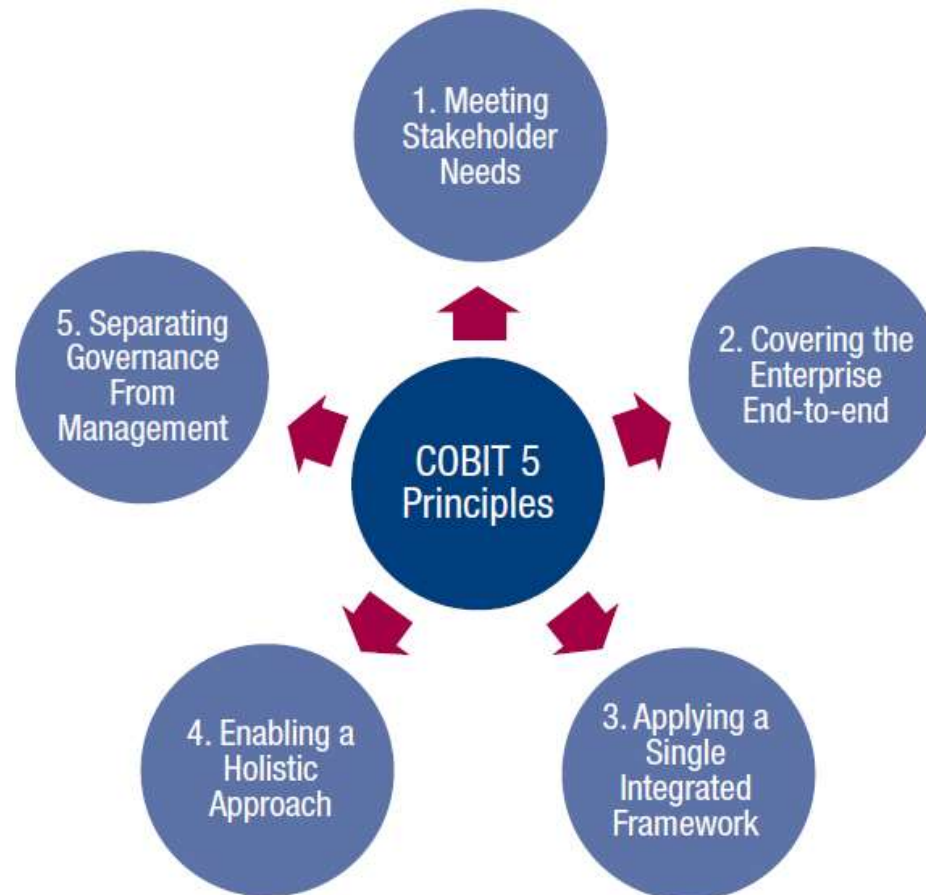 1. Meeting
Stakeholder
Needs
2. Covering the
Enterprise
End-to-end
3. Applying a
Single
Integrated
Framework
4. Enabling a
Holistic
Approach
5. Separating
Governance
From
Management
COBIT 5
Principles